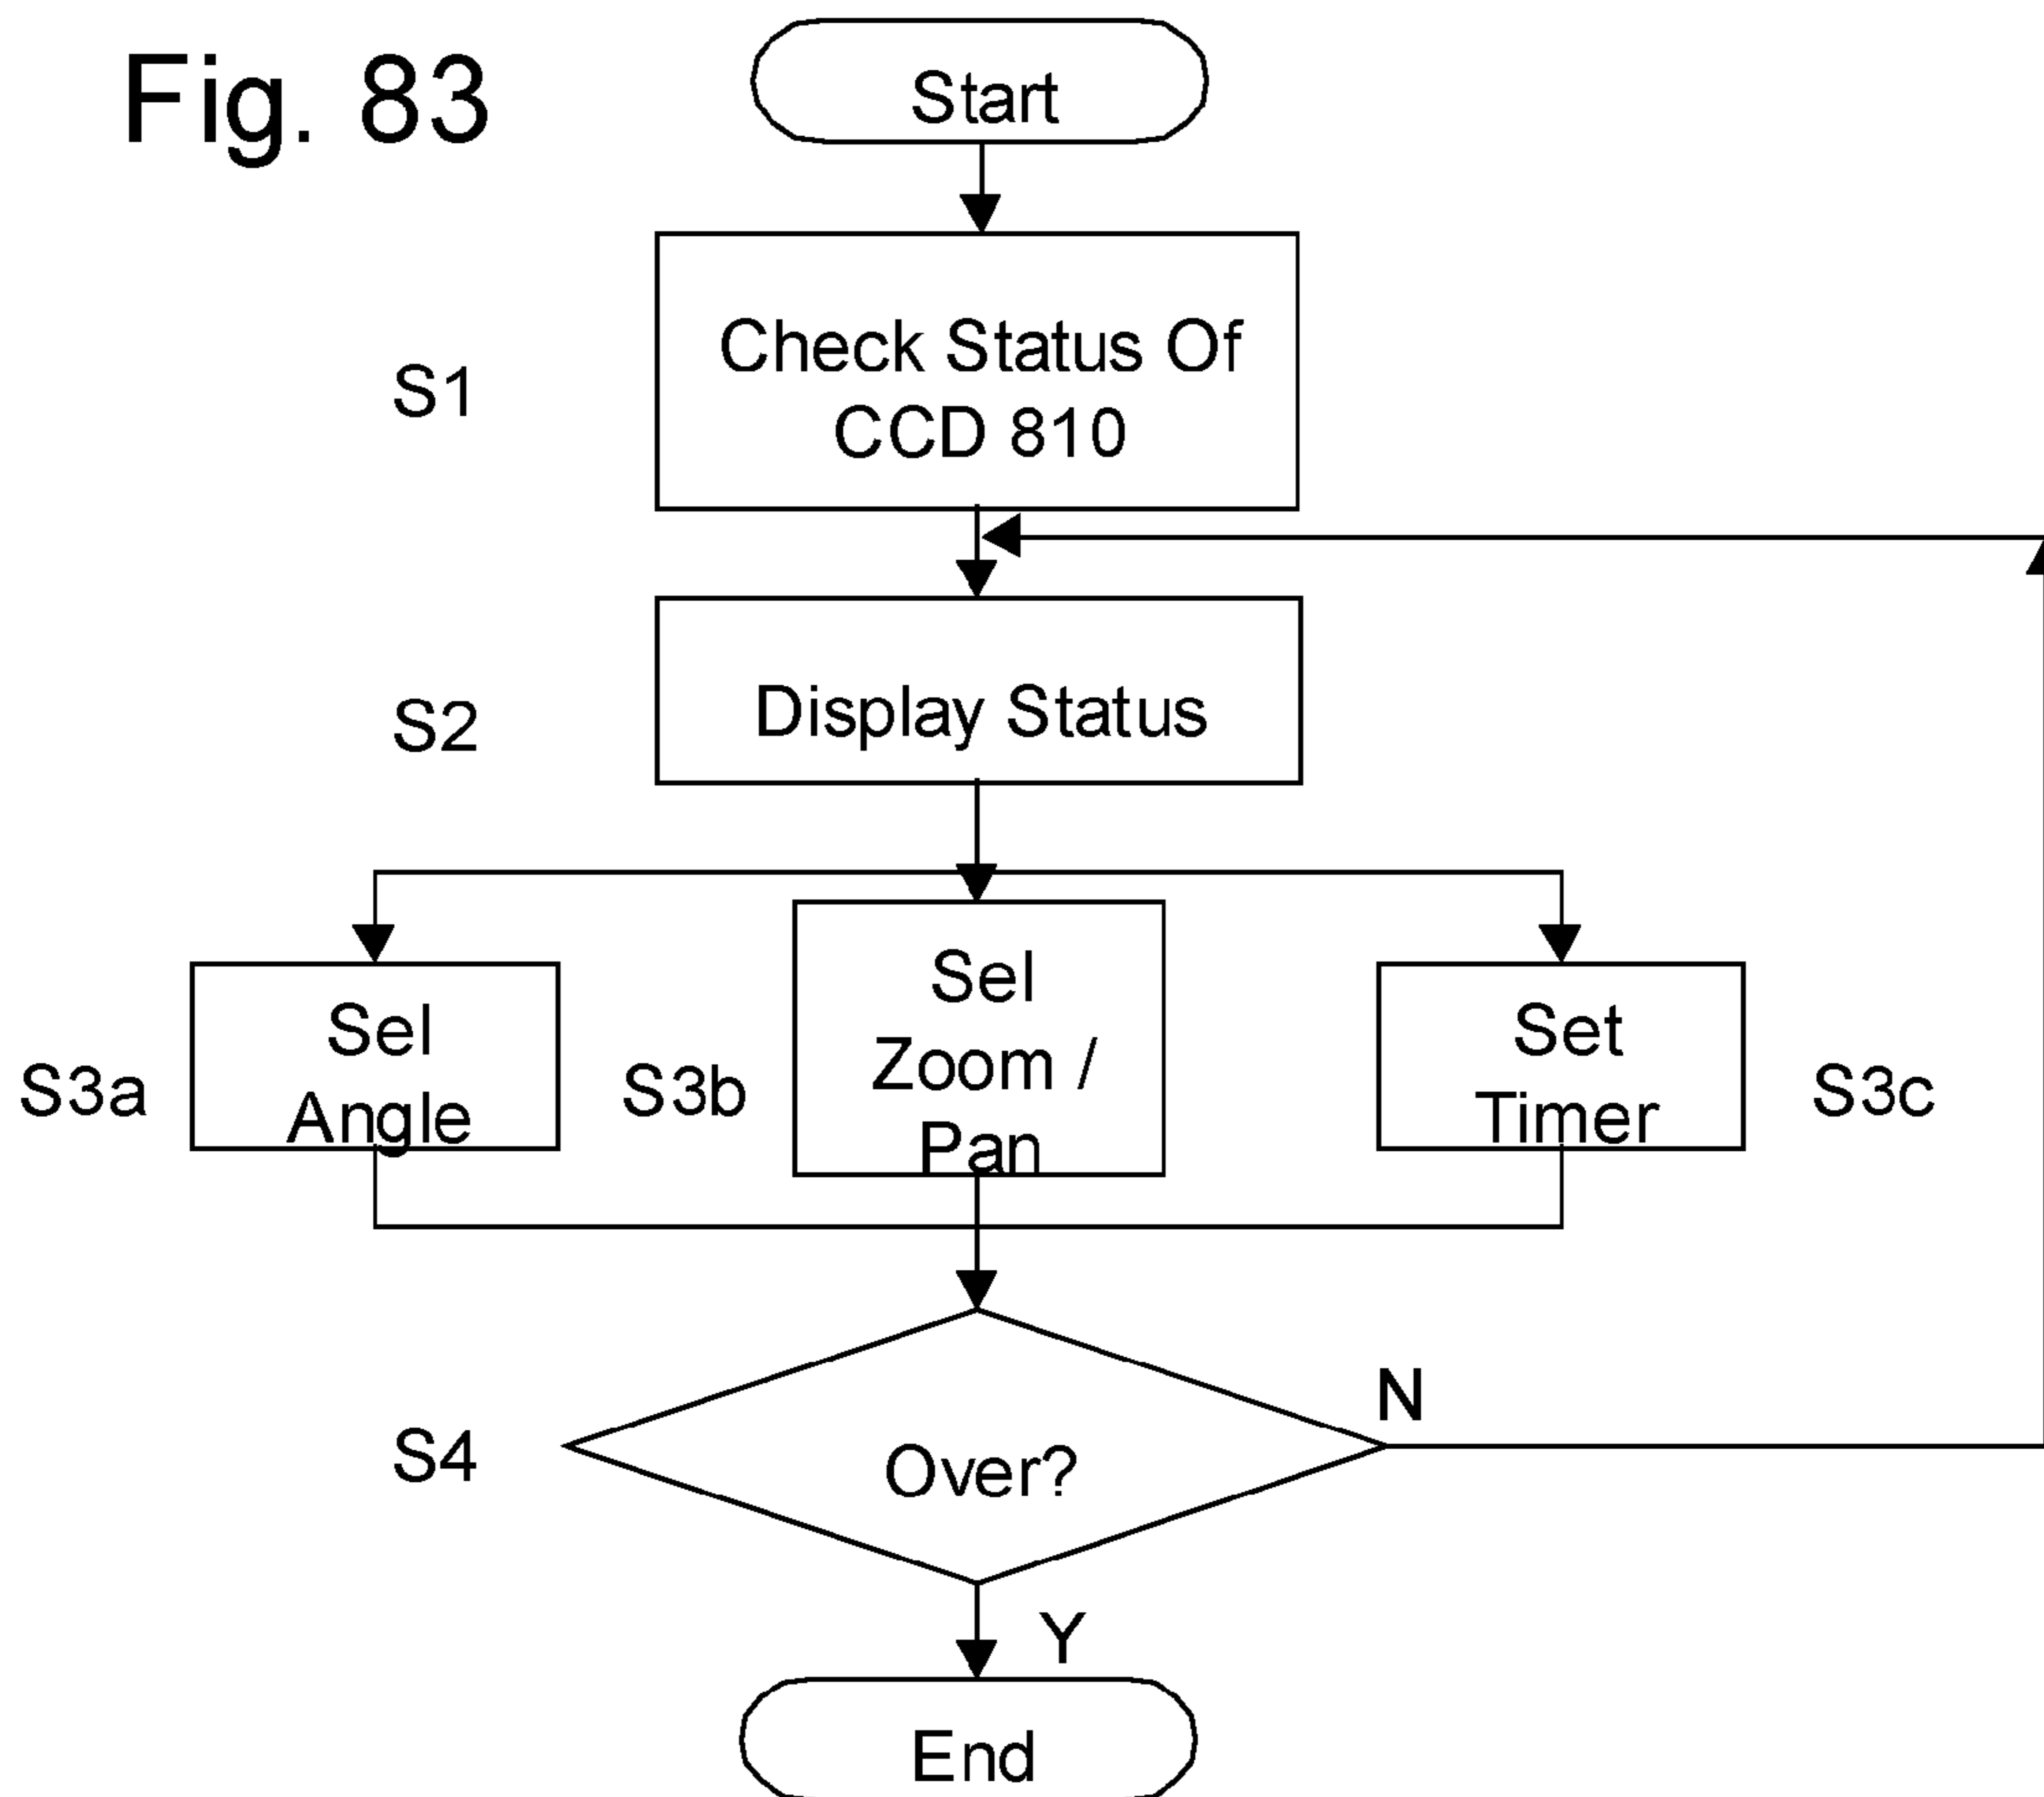 Fig. 83
Start
S1
Check Status Of
CCD 810
S2
Display Status
S3a
Sel
Angle
S3b
Sel
Zoom /
Pan
Set
Timer
S3c
S4
Over?
N
Y
End